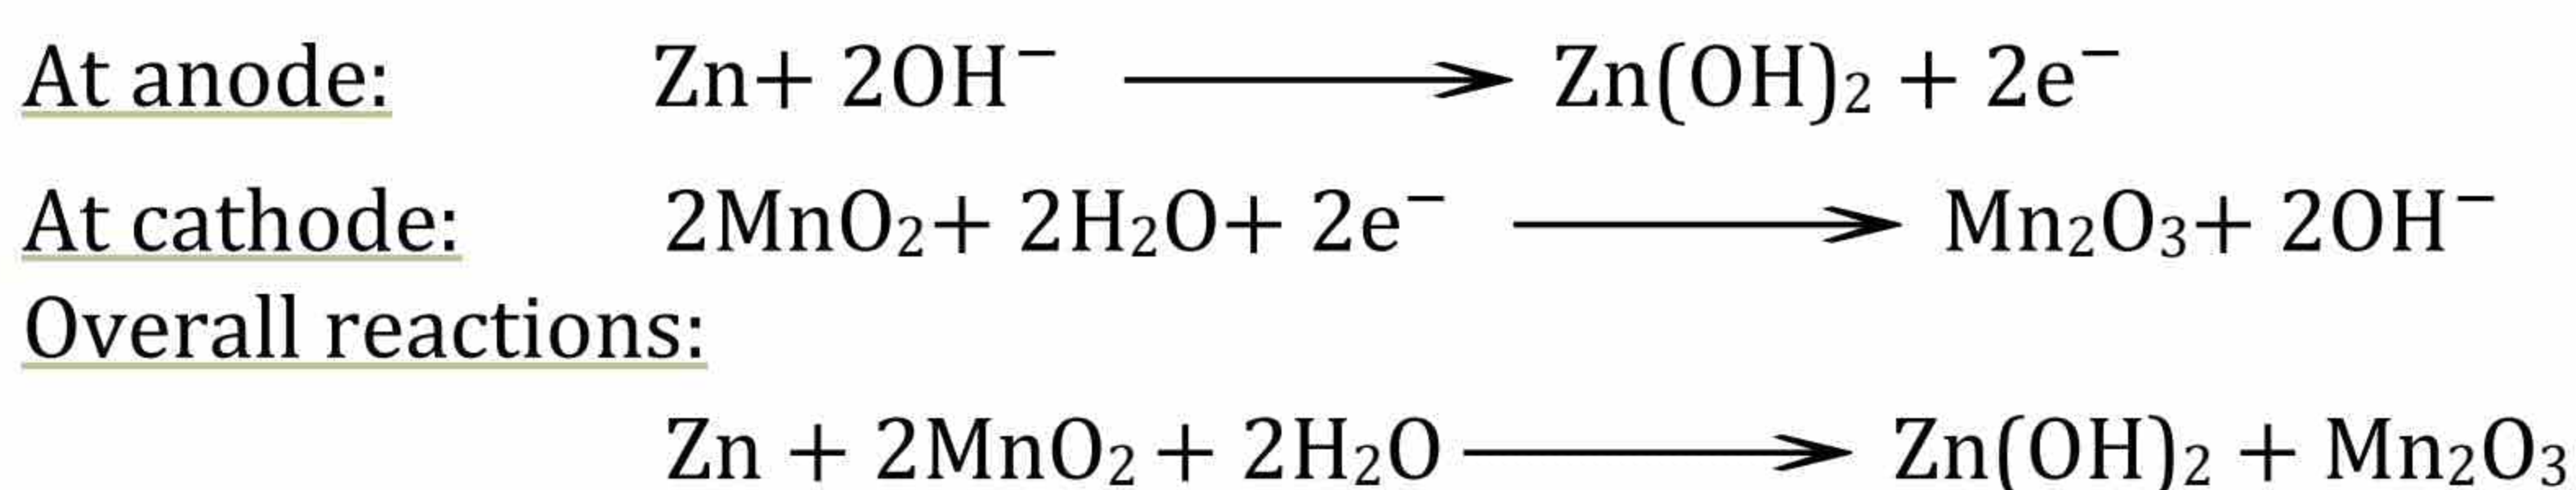 At anode: Zn+ 2OH⁻ ⟶ Zn(OH)₂ + 2e⁻
At cathode: 2MnO₂+ 2H₂O+ 2e⁻ ⟶ Mn₂O₃+ 2OH⁻
Overall reactions:
Zn + 2MnO₂ + 2H₂O ⟶ Zn(OH)₂ + Mn₂O₃